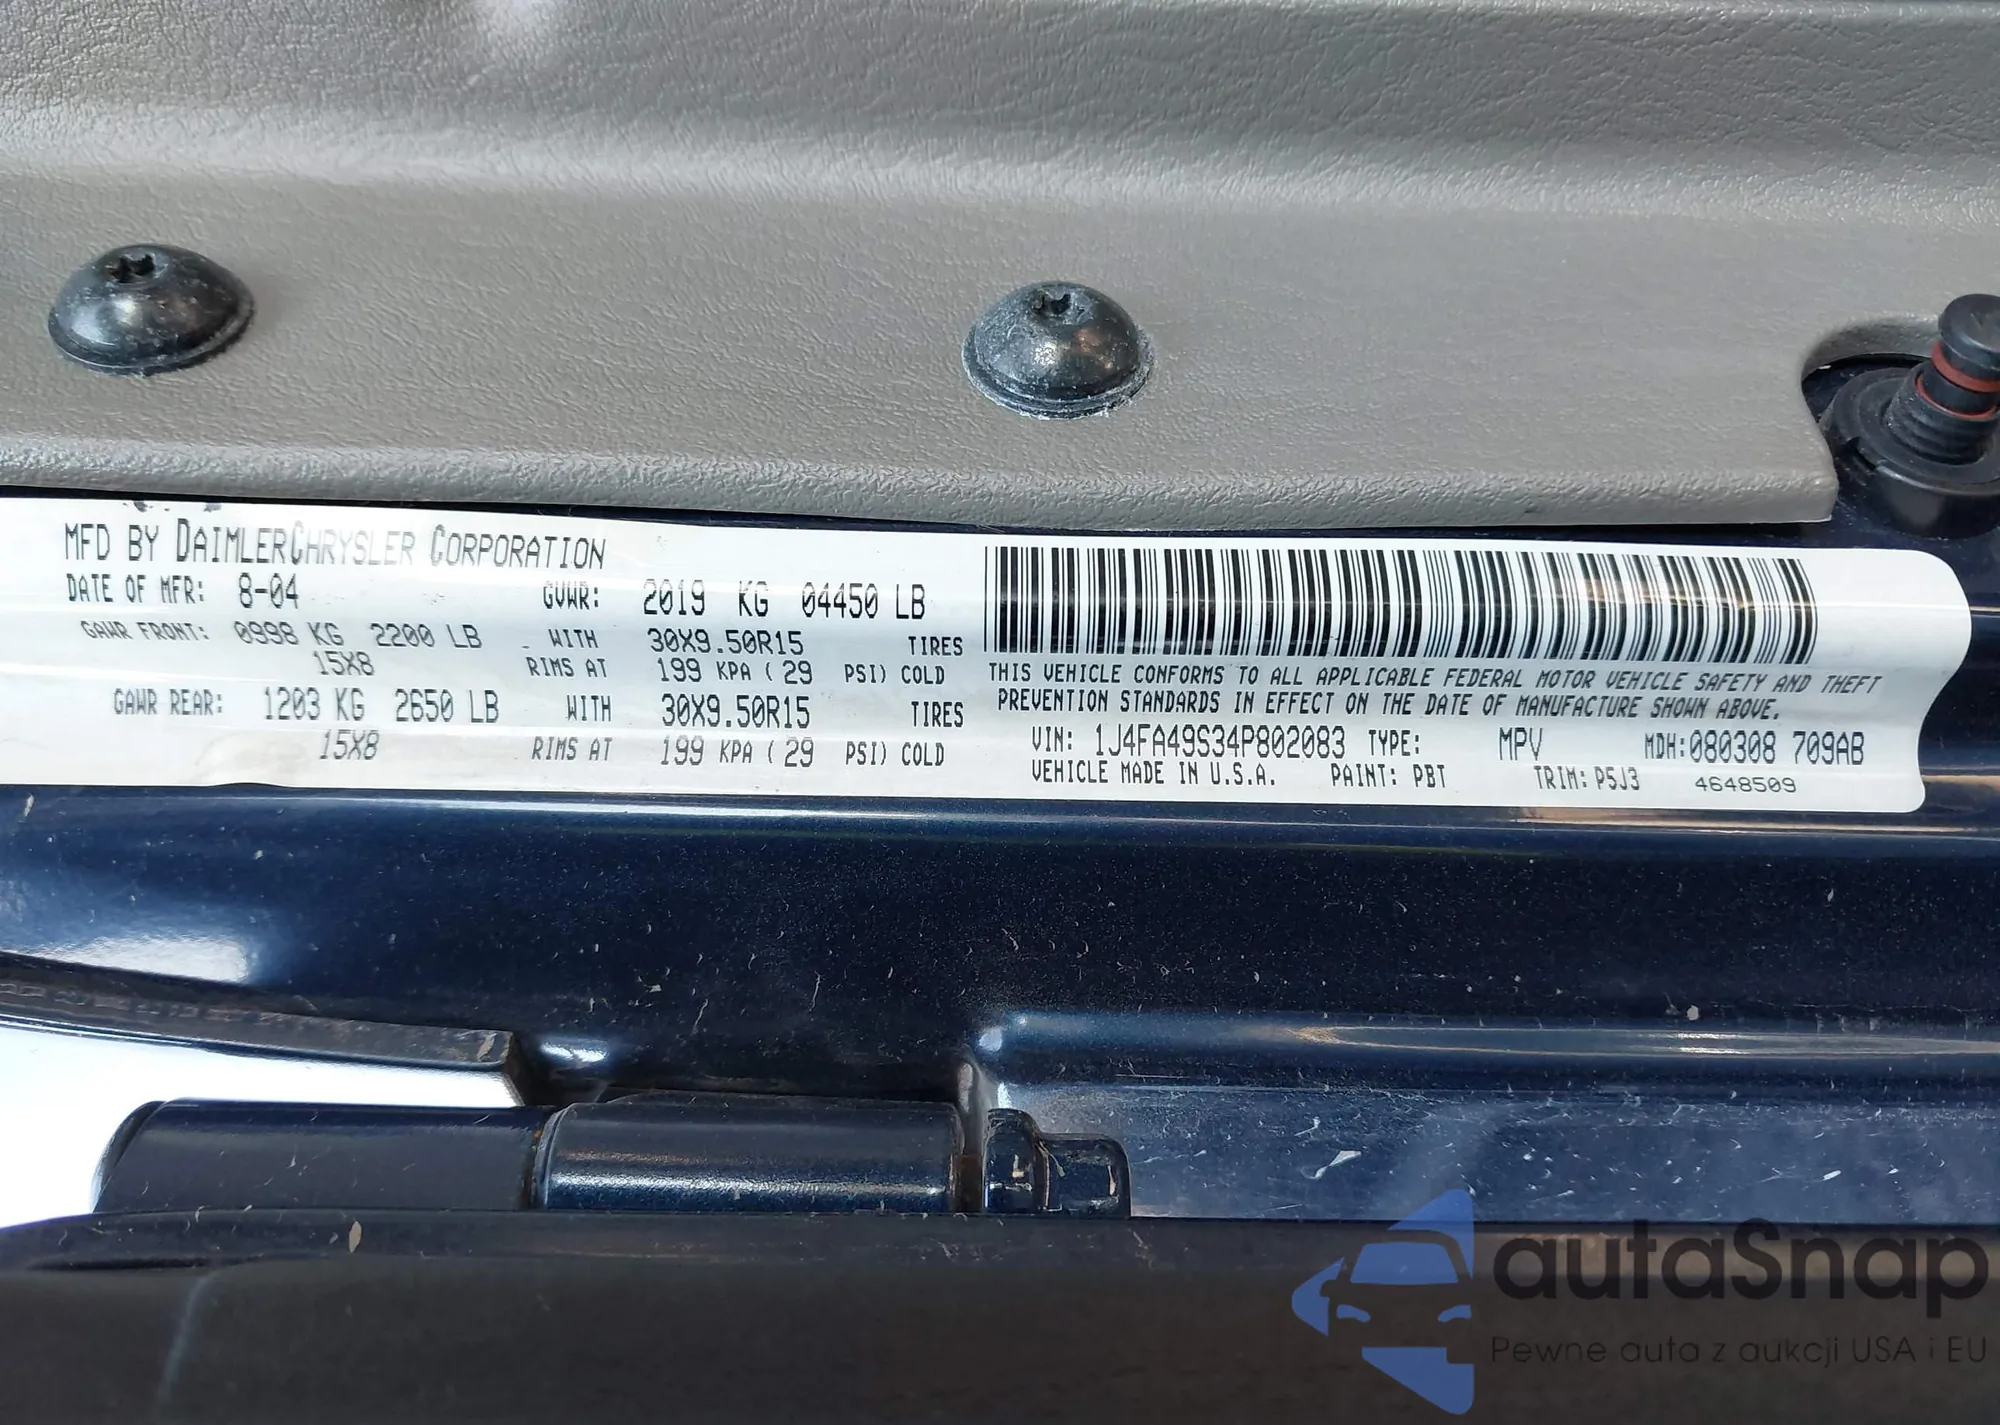 MFD BY DAIMLERCHRYSLER CORPORATION
DATE OF MFR: 8-04 GVWR: 2019 KG 04450 LB
GAWR FRONT: 0998 KG 2200 LB WITH 30X9.50R15 TIRES
15X8 RIMS AT 199 KPA ( 29 PSI) COLD
GAWR REAR: 1203 KG 2650 LB WITH 30X9.50R15 TIRES
15X8 RIMS AT 199 KPA ( 29 PSI) COLD
THIS VEHICLE CONFORMS TO ALL APPLICABLE FEDERAL MOTOR VEHICLE SAFETY AND THEFT
PREVENTION STANDARDS IN EFFECT ON THE DATE OF MANUFACTURE SHOWN ABOVE.
VIN: 1J4FA49S34P802083 TYPE: MPV MDH:080308 709AB
VEHICLE MADE IN U.S.A. PAINT: PBT TRIM: P5J3 4648509
autaSnap
Pewne auta z aukcji USA i EU